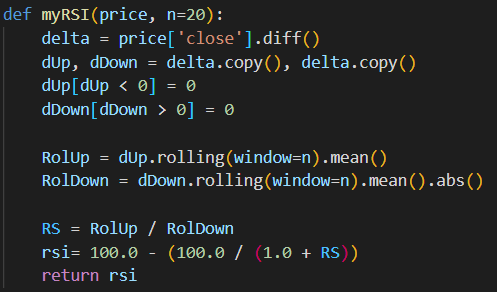 def myRSI(price, n=20):
    delta = price['close'].diff()
    dUp, dDown = delta.copy(), delta.copy()
    dUp[dUp < 0] = 0
    dDown[dDown > 0] = 0

    RolUp = dUp.rolling(window=n).mean()
    RolDown = dDown.rolling(window=n).mean().abs()

    RS = RolUp / RolDown
    rsi= 100.0 - (100.0 / (1.0 + RS))
    return rsi